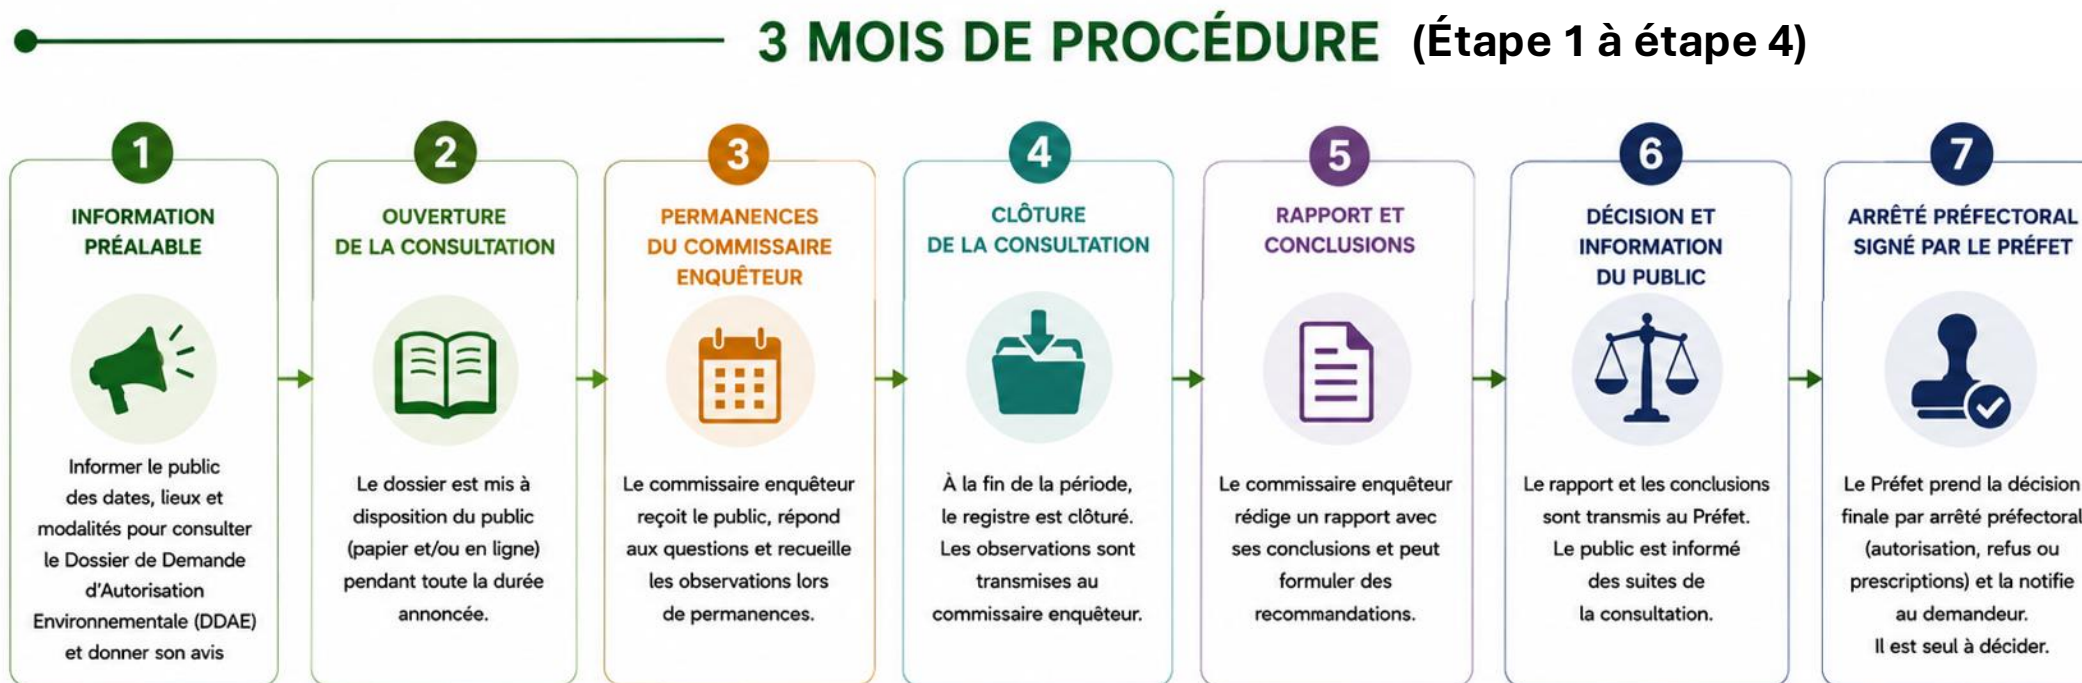 3 MOIS DE PROCÉDURE (Étape 1 à étape 4)
1
INFORMATION
PRÉALABLE
Informer le public
des dates, lieux et
modalités pour consulter
le Dossier de Demande
d'Autorisation
Environnementale (DDAE)
et donner son avis
2
OUVERTURE
DE LA CONSULTATION
Le dossier est mis à
disposition du public
(papier et/ou en ligne)
pendant toute la durée
annoncée.
3
PERMANENCES
DU COMMISSAIRE
ENQUÊTEUR
Le commissaire enquêteur
reçoit le public, répond
aux questions et recueille
les observations lors
de permanences.
4
CLÔTURE
DE LA CONSULTATION
À la fin de la période,
le registre est clôturé.
Les observations sont
transmises au
commissaire enquêteur.
5
RAPPORT ET
CONCLUSIONS
Le commissaire enquêteur
rédige un rapport avec
ses conclusions et peut
formuler des
recommandations.
6
DÉCISION ET
INFORMATION
DU PUBLIC
Le rapport et les conclusions
sont transmis au Préfet.
Le public est informé
des suites de
la consultation.
7
ARRÊTÉ PRÉFECTORAL
SIGNÉ PAR LE PRÉFET
Le Préfet prend la décision
finale par arrêté préfectoral
(autorisation, refus ou
prescriptions) et la notifie
au demandeur.
Il est seul à décider.